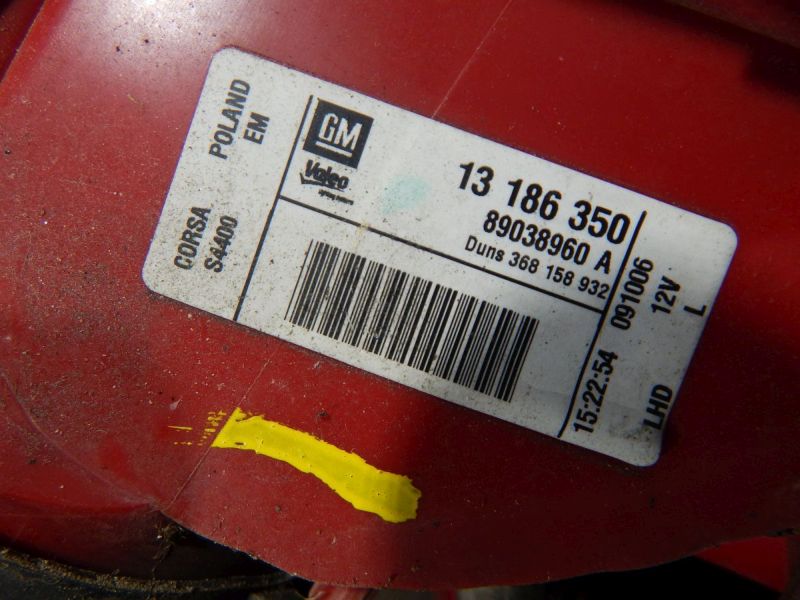 POLAND
EM
CORSA
S4400
GM
Valeo
13 186 350
89038960 A
Duns 368 158 932
15:22:54 091006
12V
LHD L